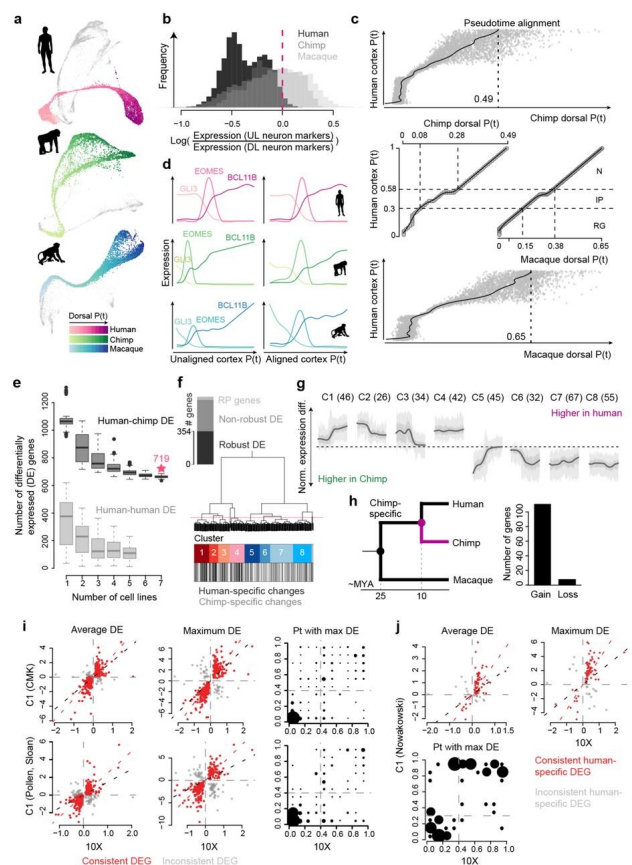 a
Dorsal P(t)
Human
Chimp
Macaque
b
Frequency
Human
Chimp
Macaque
-1.0 -0.5 0.0 0.5
Log( Expression (UL neuron markers)
Expression (DL neuron markers) )
c
Pseudotime alignment
Human cortex P(t)
0.49
Chimp dorsal P(t)
0 0.08 0.28 0.49
Human cortex P(t)
1
0.58
0.3
0
N
IP
RG
0 0.15 0.38 0.65
Macaque dorsal P(t)
Human cortex P(t)
0.65
Macaque dorsal P(t)
d
EOMES
GLI3
BCL11B
EOMES
GLI3
BCL11B
Expression
EOMES
GLI3
BCL11B
Unaligned cortex P(t)
Aligned cortex P(t)
e
Number of differentially
expressed (DE) genes
1200
1000
800
600
400
200
0
Human-chimp DE
719
Human-human DE
1 2 3 4 5 6 7
Number of cell lines
f
# genes
354
0
RP genes
Non-robust DE
Robust DE
Cluster
1 2 3 4 5 6 7 8
Human-specific changes
Chimp-specific changes
g
C1 (46) C2 (26) C3 (34) C4 (42) C5 (45) C6 (32) C7 (67) C8 (55)
Norm. expression diff.
Higher in human
Higher in Chimp
h
Chimp-
specific
Human
Chimp
Macaque
~MYA
25 10
Number of genes
100
80
60
40
20
0
Gain Loss
i
Average DE
Maximum DE
Pt with max DE
C1 (CMK)
C1 (Pollen, Sloan)
10X
10X
Consistent DEG
Inconsistent DEG
j
Average DE
Maximum DE
10X
C1 (Nowakowski)
Pt with max DE
10X
Consistent human-
specific DEG
Inconsistent human-
specific DEG